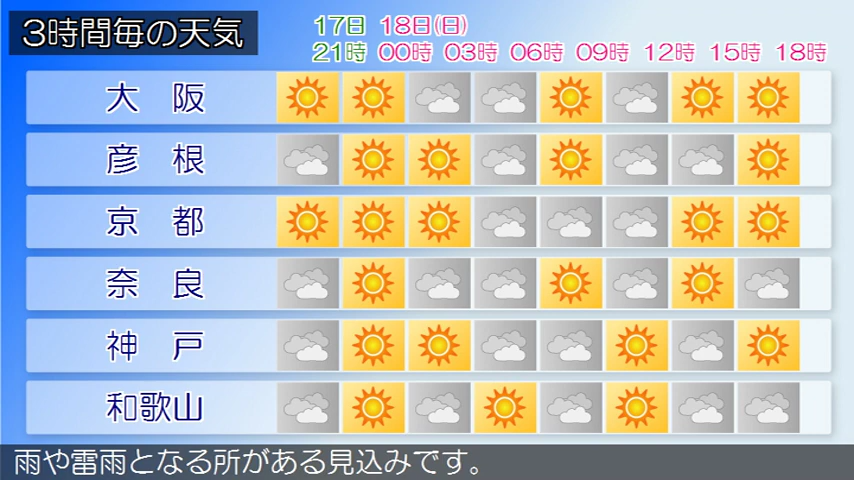 3時間毎の天気
17日 18日(日)
21時 00時 03時 06時 09時 12時 15時 18時
大 阪
彦 根
京 都
奈 良
神 戸
和歌山
雨や雷雨となる所がある見込みです。